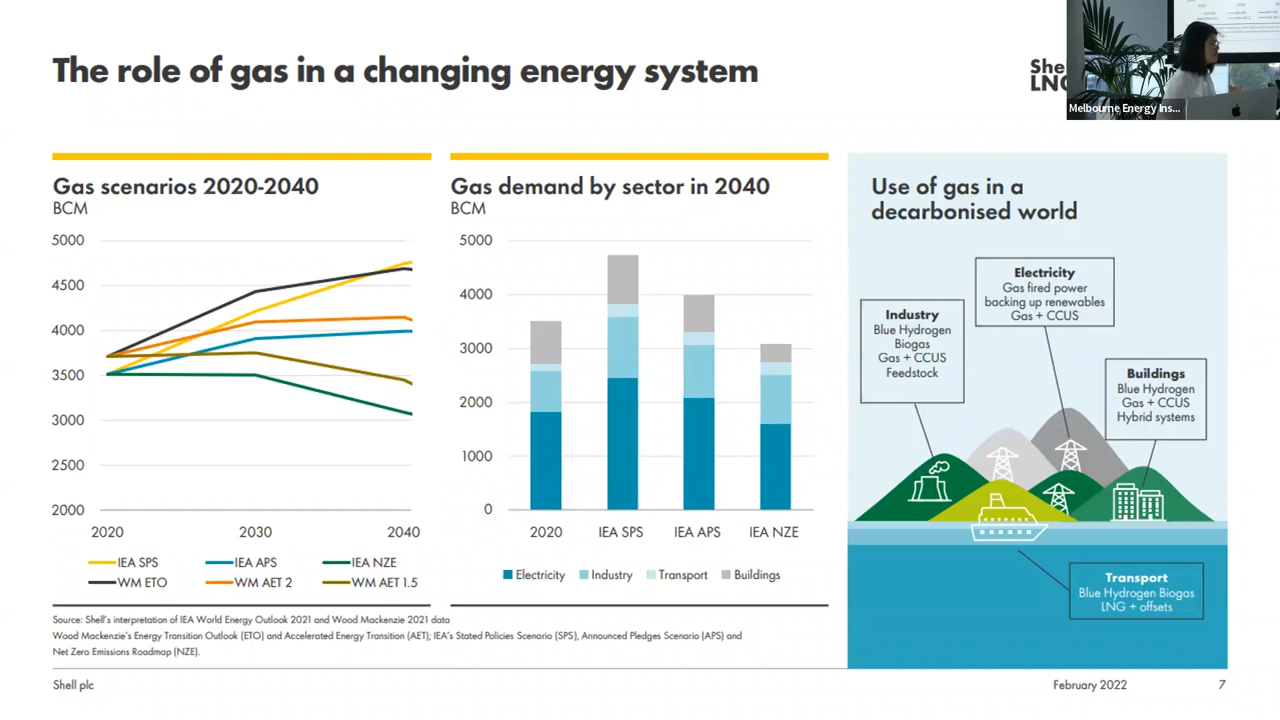 The role of gas in a changing energy system
Melbourne Energy Ins...
Gas scenarios 2020-2040
BCM
5000
4500
4000
3500
3000
2500
2000
2020 2030 2040
IEA SPS IEA APS IEA NZE
WM ETO WM AET 2 WM AET 1.5
Gas demand by sector in 2040
BCM
5000
4000
3000
2000
1000
0
2020 IEA SPS IEA APS IEA NZE
Electricity Industry Transport Buildings
Use of gas in a
decarbonised world
Electricity
Gas fired power
backing up renewables
Gas + CCUS
Industry
Blue Hydrogen
Biogas
Gas + CCUS
Feedstock
Buildings
Blue Hydrogen
Gas + CCUS
Hybrid systems
Transport
Blue Hydrogen Biogas
LNG + offsets
Source: Shell's interpretation of IEA World Energy Outlook 2021 and Wood Mackenzie 2021 data
Wood Mackenzie's Energy Transition Outlook (ETO) and Accelerated Energy Transition (AET); IEA's Stated Policies Scenario (SPS), Announced Pledges Scenario (APS) and
Net Zero Emissions Roadmap (NZE).
Shell plc
February 2022
7